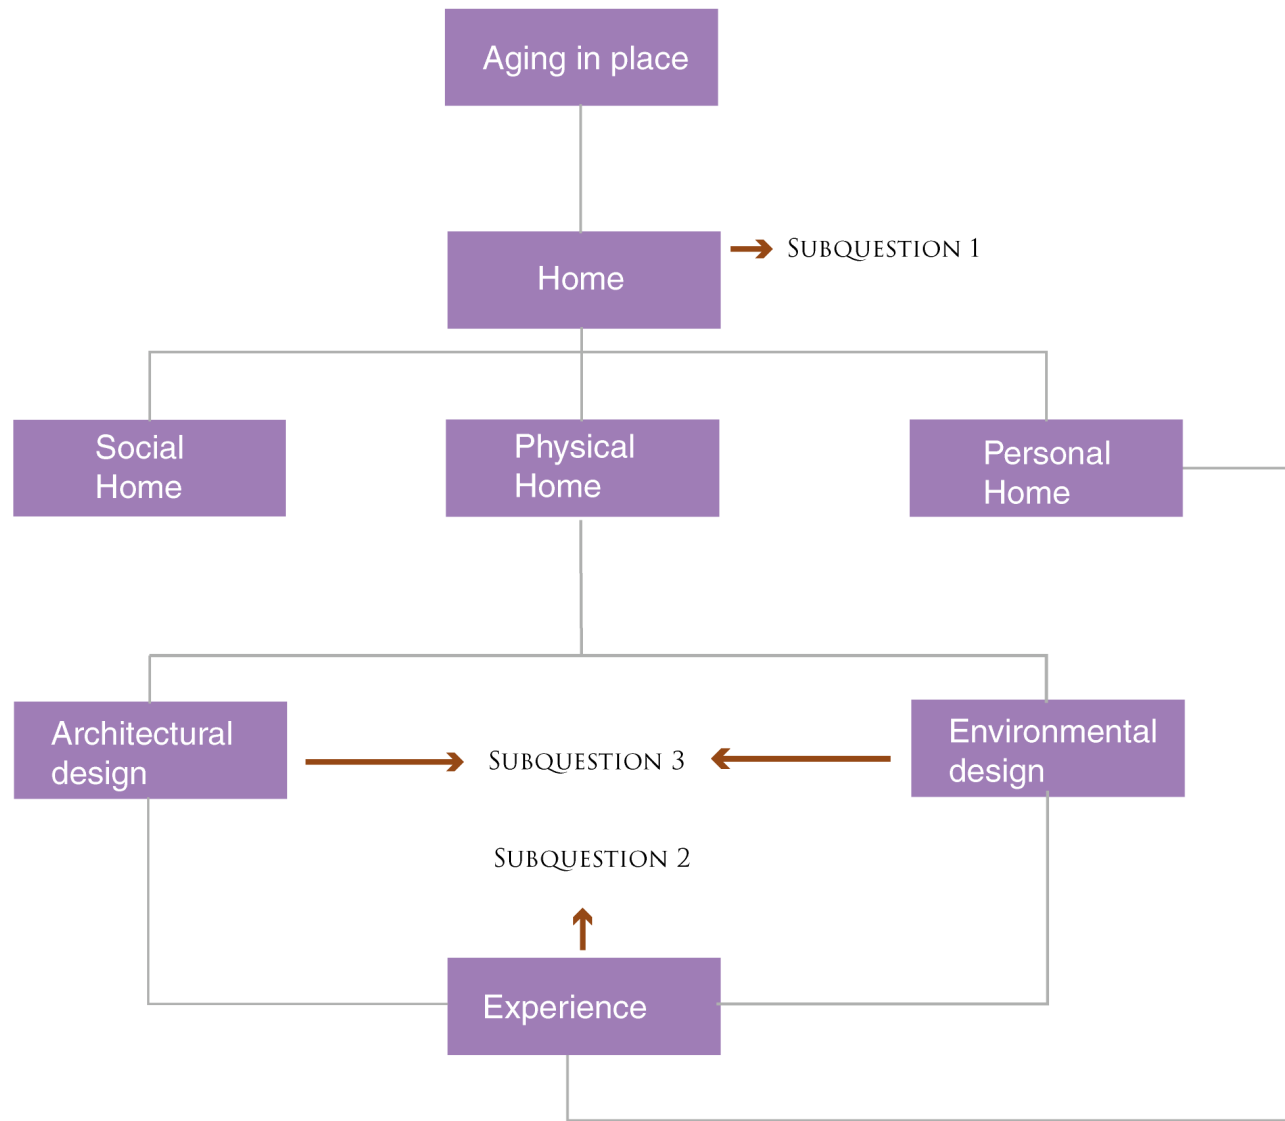 Aging in place
Home
SUBQUESTION 1
Social
Home
Physical
Home
Personal
Home
Architectural
design
SUBQUESTION 3
Environmental
design
SUBQUESTION 2
Experience